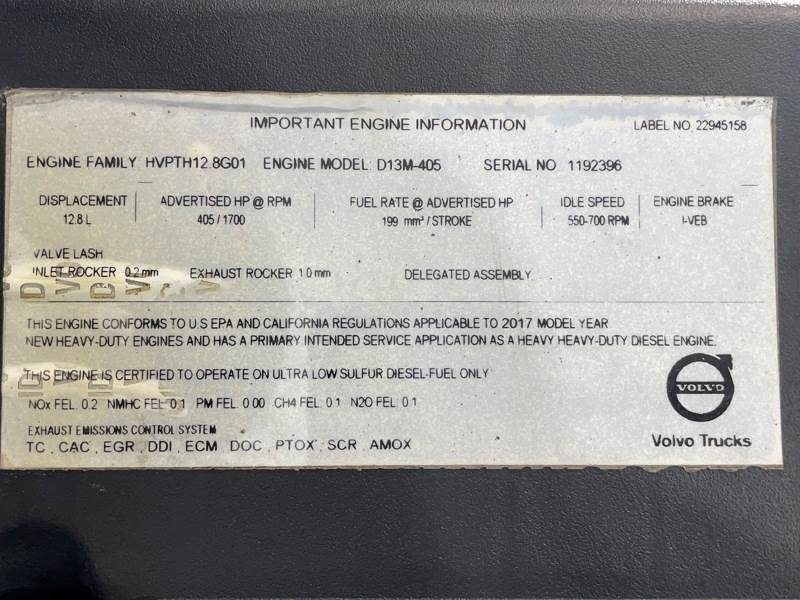 IMPORTANT ENGINE INFORMATION
LABEL NO 22945158
ENGINE FAMILY HVPTH12.8G01 ENGINE MODEL D13M-405 SERIAL NO 1192396
DISPLACEMENT ADVERTISED HP @ RPM FUEL RATE @ ADVERTISED HP IDLE SPEED ENGINE BRAKE
12.8 L 405 / 1700 199 mm³ / STROKE 550-700 RPM I-VEB
VALVE LASH
INLET ROCKER 0.2 mm EXHAUST ROCKER 1.0 mm DELEGATED ASSEMBLY
THIS ENGINE CONFORMS TO U.S EPA AND CALIFORNIA REGULATIONS APPLICABLE TO 2017 MODEL YEAR
NEW HEAVY-DUTY ENGINES AND HAS A PRIMARY INTENDED SERVICE APPLICATION AS A HEAVY HEAVY-DUTY DIESEL ENGINE.
THIS ENGINE IS CERTIFIED TO OPERATE ON ULTRA LOW SULFUR DIESEL-FUEL ONLY
NOx FEL 0.2 NMHC FEL 0.1 PM FEL 0.00 CH4 FEL 0.1 N2O FEL 0.1
EXHAUST EMISSIONS CONTROL SYSTEM
TC , CAC , EGR , DDI , ECM , DOC , PTOX , SCR , AMOX
VOLVO
Volvo Trucks